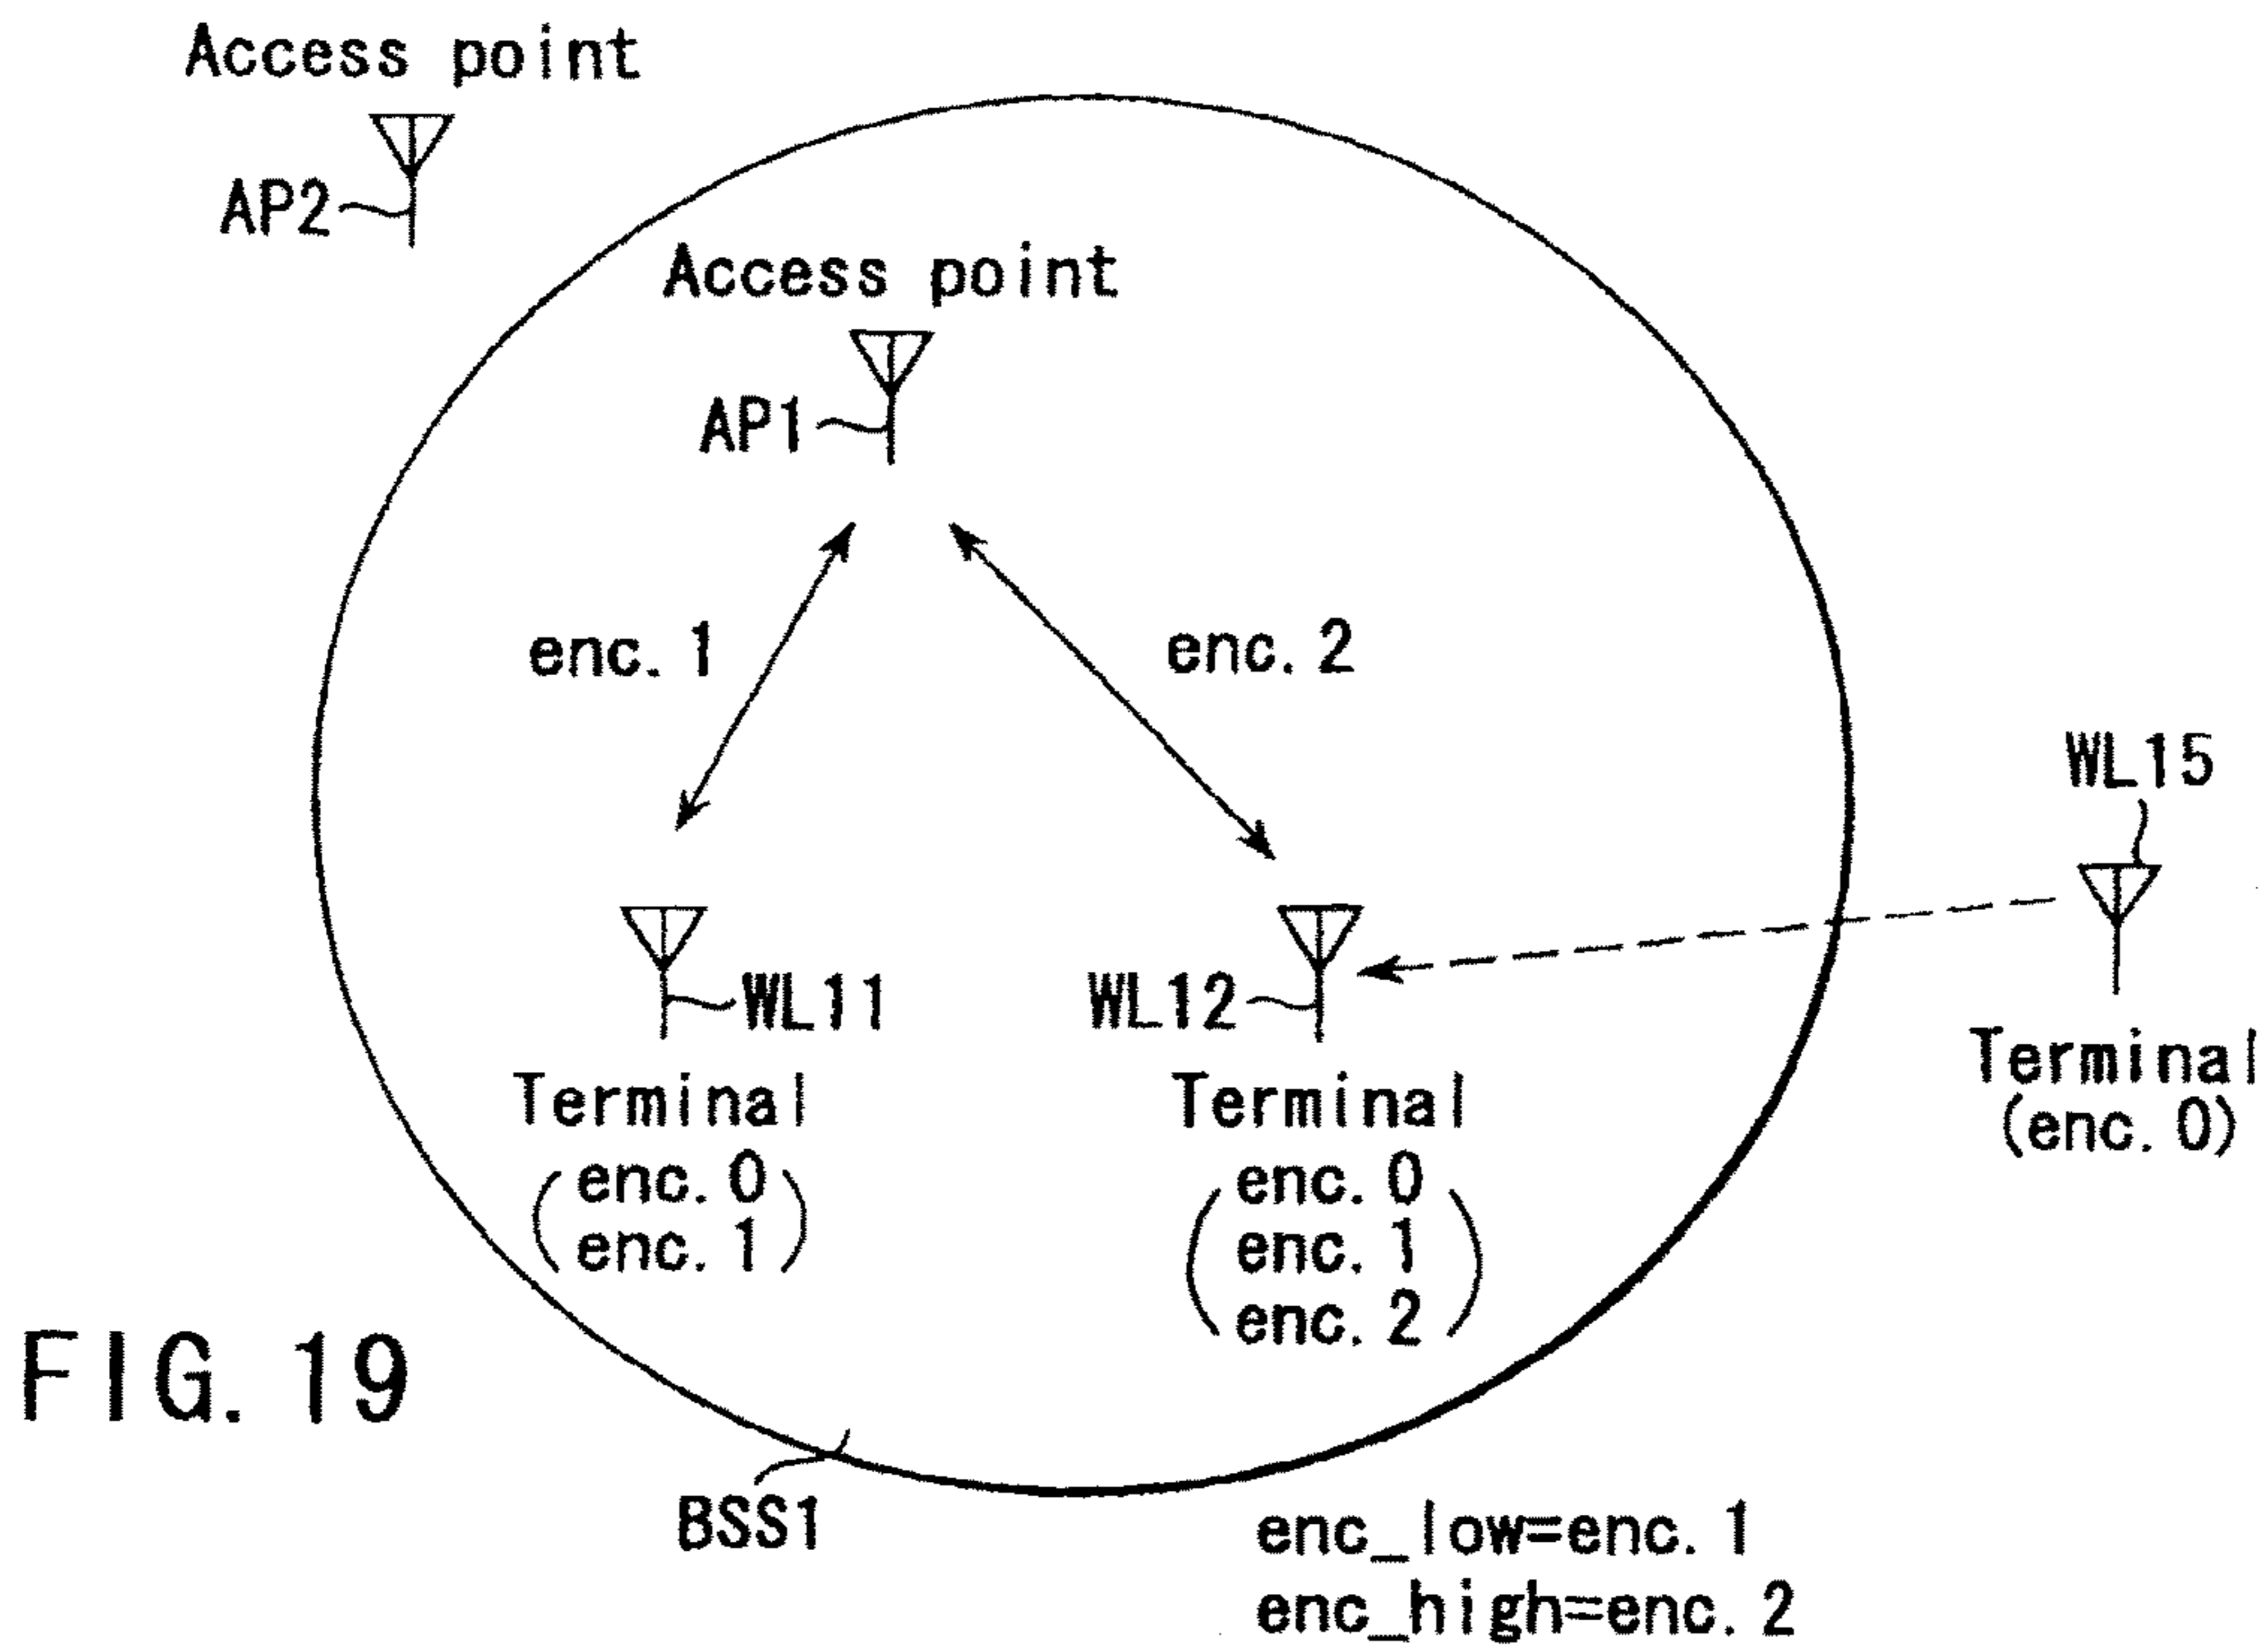 Access point
AP2
Access point
AP1
enc. 1
enc. 2
WL15
WL11
WL12
Terminal
(enc. 0)
Terminal
(enc. 0
enc. 1)
Terminal
(enc. 0
enc. 1
enc. 2)
FIG. 19
BSS1
enc_low=enc. 1
enc_high=enc. 2